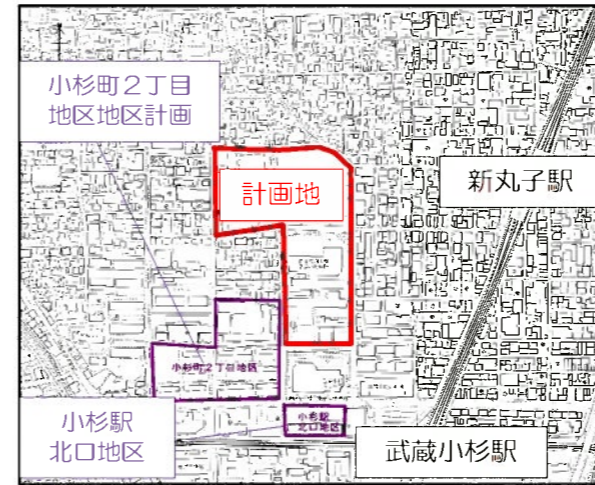 小杉町２丁目
地区地区計画
計画地
新丸子駅
小杉町２丁目地区
小杉駅
北口地区
小杉駅
北口地区
武蔵小杉駅